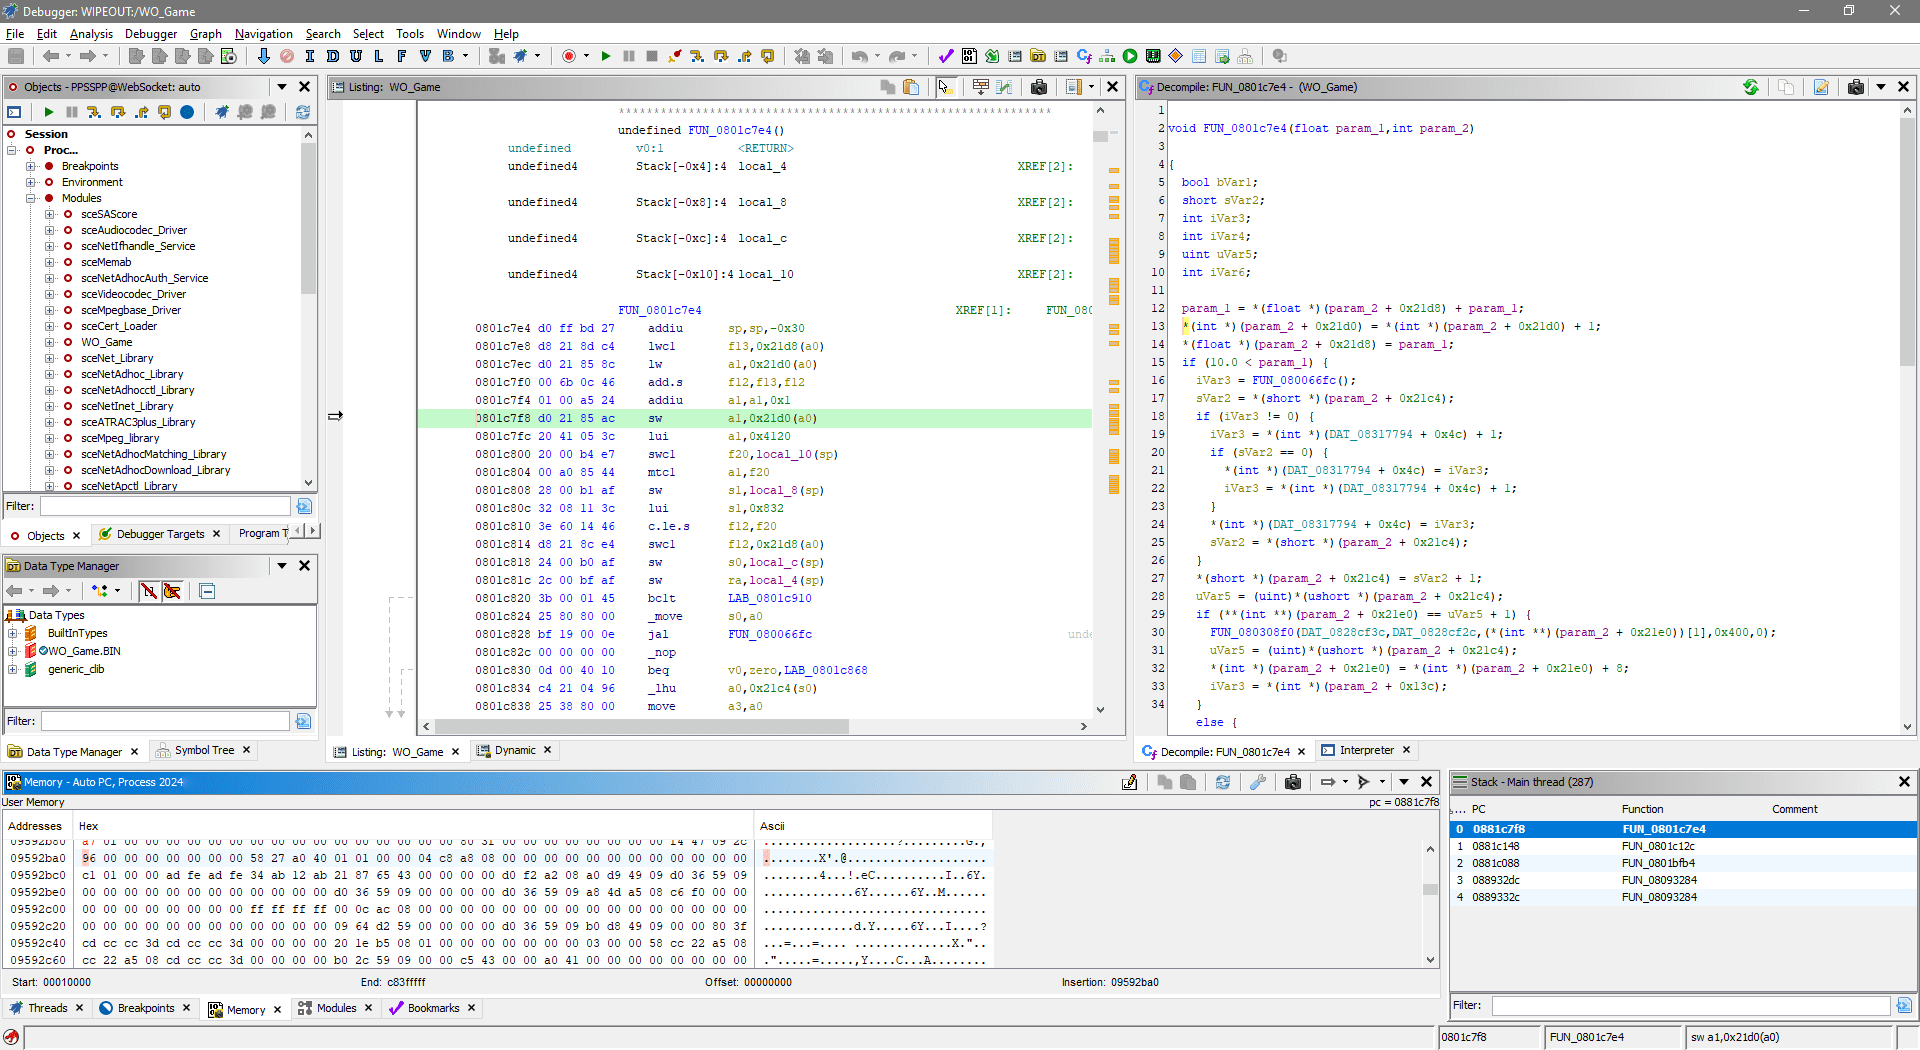 Debugger: WIPEOUT:/WO_Game
File Edit Analysis Debugger Graph Navigation Search Select Tools Window Help
I D U L F V B
Objects - PPSSPP@WebSocket: auto
Session
Proc...
Breakpoints
Environment
Modules
sceSAScore
sceAudiocodec_Driver
sceNetIfhandle_Service
sceMemab
sceNetAdhocAuth_Service
sceVideocodec_Driver
sceMpegbase_Driver
sceCert_Loader
WO_Game
sceNet_Library
sceNetAdhoc_Library
sceNetAdhocctl_Library
sceNetInet_Library
sceATRAC3plus_Library
sceMpeg_library
sceNetAdhocMatching_Library
sceNetAdhocDownload_Library
sceNetApctl_Library
Filter:
Objects Debugger Targets Program T
Data Type Manager
Data Types
BuiltInTypes
WO_Game.BIN
generic_clib
Filter:
Data Type Manager Symbol Tree
Listing: WO_Game
**************************************************************
undefined FUN_0801c7e4()
undefined v0:1 <RETURN>
undefined4 Stack[-0x4]:4 local_4 XREF[2]:
undefined4 Stack[-0x8]:4 local_8 XREF[2]:
undefined4 Stack[-0xc]:4 local_c XREF[2]:
undefined4 Stack[-0x10]:4 local_10 XREF[2]:
FUN_0801c7e4 XREF[1]: FUN_080
0801c7e4 d0 ff bd 27 addiu sp,sp,-0x30
0801c7e8 d8 21 8d c4 lwc1 f13,0x21d8(a0)
0801c7ec d0 21 85 8c lw a1,0x21d0(a0)
0801c7f0 00 6b 0c 46 add.s f12,f13,f12
0801c7f4 01 00 a5 24 addiu a1,a1,0x1
0801c7f8 d0 21 85 ac sw a1,0x21d0(a0)
0801c7fc 20 41 05 3c lui a1,0x4120
0801c800 20 00 b4 e7 swc1 f20,local_10(sp)
0801c804 00 a0 85 44 mtc1 a1,f20
0801c808 28 00 b1 af sw s1,local_8(sp)
0801c80c 32 08 11 3c lui s1,0x832
0801c810 3e 60 14 46 c.le.s f12,f20
0801c814 d8 21 8c e4 swc1 f12,0x21d8(a0)
0801c818 24 00 b0 af sw s0,local_c(sp)
0801c81c 2c 00 bf af sw ra,local_4(sp)
0801c820 3b 00 01 45 bc1t LAB_0801c910
0801c824 25 80 80 00 _move s0,a0
0801c828 bf 19 00 0e jal FUN_080066fc unde
0801c82c 00 00 00 00 _nop
0801c830 0d 00 40 10 beq v0,zero,LAB_0801c868
0801c834 c4 21 04 96 _lhu a0,0x21c4(s0)
0801c838 25 38 80 00 move a3,a0
Listing: WO_Game Dynamic
Decompile: FUN_0801c7e4 - (WO_Game)
1
2 void FUN_0801c7e4(float param_1,int param_2)
3
4 {
5 bool bVar1;
6 short sVar2;
7 int iVar3;
8 int iVar4;
9 uint uVar5;
10 int iVar6;
11
12 param_1 = *(float *)(param_2 + 0x21d8) + param_1;
13 *(int *)(param_2 + 0x21d0) = *(int *)(param_2 + 0x21d0) + 1;
14 *(float *)(param_2 + 0x21d8) = param_1;
15 if (10.0 < param_1) {
16 iVar3 = FUN_080066fc();
17 sVar2 = *(short *)(param_2 + 0x21c4);
18 if (iVar3 != 0) {
19 iVar3 = *(int *)(DAT_08317794 + 0x4c) + 1;
20 if (sVar2 == 0) {
21 *(int *)(DAT_08317794 + 0x4c) = iVar3;
22 iVar3 = *(int *)(DAT_08317794 + 0x4c) + 1;
23 }
24 *(int *)(DAT_08317794 + 0x4c) = iVar3;
25 sVar2 = *(short *)(param_2 + 0x21c4);
26 }
27 *(short *)(param_2 + 0x21c4) = sVar2 + 1;
28 uVar5 = (uint)*(ushort *)(param_2 + 0x21c4);
29 if (**(int **)(param_2 + 0x21e0) == uVar5 + 1) {
30 FUN_080308f0(DAT_0828cf3c,DAT_0828cf2c,(*(int **)(param_2 + 0x21e0))[1],0x400,0);
31 uVar5 = (uint)*(ushort *)(param_2 + 0x21c4);
32 *(int *)(param_2 + 0x21e0) = *(int *)(param_2 + 0x21e0) + 8;
33 iVar3 = *(int *)(param_2 + 0x13c);
34 }
else {
Decompile: FUN_0801c7e4 Interpreter
Memory - Auto PC, Process 2024
User Memory pc = 0881c7f8
Addresses Hex Ascii
09592ba0 96 00 00 00 00 00 00 58 27 a0 40 01 01 00 00 04 c8 a8 08 00 00 00 00 00 00 00 00 00 00 00 00 00 ........X'.@....................
09592bc0 c1 01 00 00 ad fe ad fe 34 ab 12 ab 21 87 65 43 00 00 00 00 d0 f2 a2 08 a0 d9 49 09 d0 36 59 09 ........4...!.eC..........I..6Y.
09592be0 00 00 00 00 00 00 00 00 00 00 00 00 d0 36 59 09 00 00 00 00 d0 36 59 09 a8 4d a5 08 c6 f0 00 00 .............6Y......6Y..M......
09592c00 00 00 00 00 00 00 00 00 ff ff ff ff 00 0c ac 08 00 00 00 00 00 00 00 00 00 00 00 00 00 00 00 00 ................................
09592c20 00 00 00 00 00 00 00 00 00 00 00 00 09 64 d2 59 00 00 00 00 d0 36 59 09 b0 d8 49 09 00 00 80 3f .............d.Y.....6Y...I....?
09592c40 cd cc cc 3d cd cc cc 3d 00 00 00 00 20 1e b5 08 01 00 00 00 00 00 00 00 03 00 00 58 cc 22 a5 08 ...=...=.... ..............X."..
09592c60 cc 22 a5 08 cd cc cc 3d 00 00 00 00 b0 2c 59 09 00 00 c5 43 00 00 a0 41 00 00 00 00 00 00 00 00 .".....=.....,Y....C...A........
Start: 00010000 End: c83fffff Offset: 00000000 Insertion: 09592ba0
Threads Breakpoints Memory Modules Bookmarks
Stack - Main thread (287)
PC Function Comment
0 0881c7f8 FUN_0801c7e4
1 0881c148 FUN_0801c12c
2 0881c088 FUN_0801bfb4
3 088932dc FUN_08093284
4 0889332c FUN_08093284
Filter:
0801c7f8 FUN_0801c7e4 sw a1,0x21d0(a0)